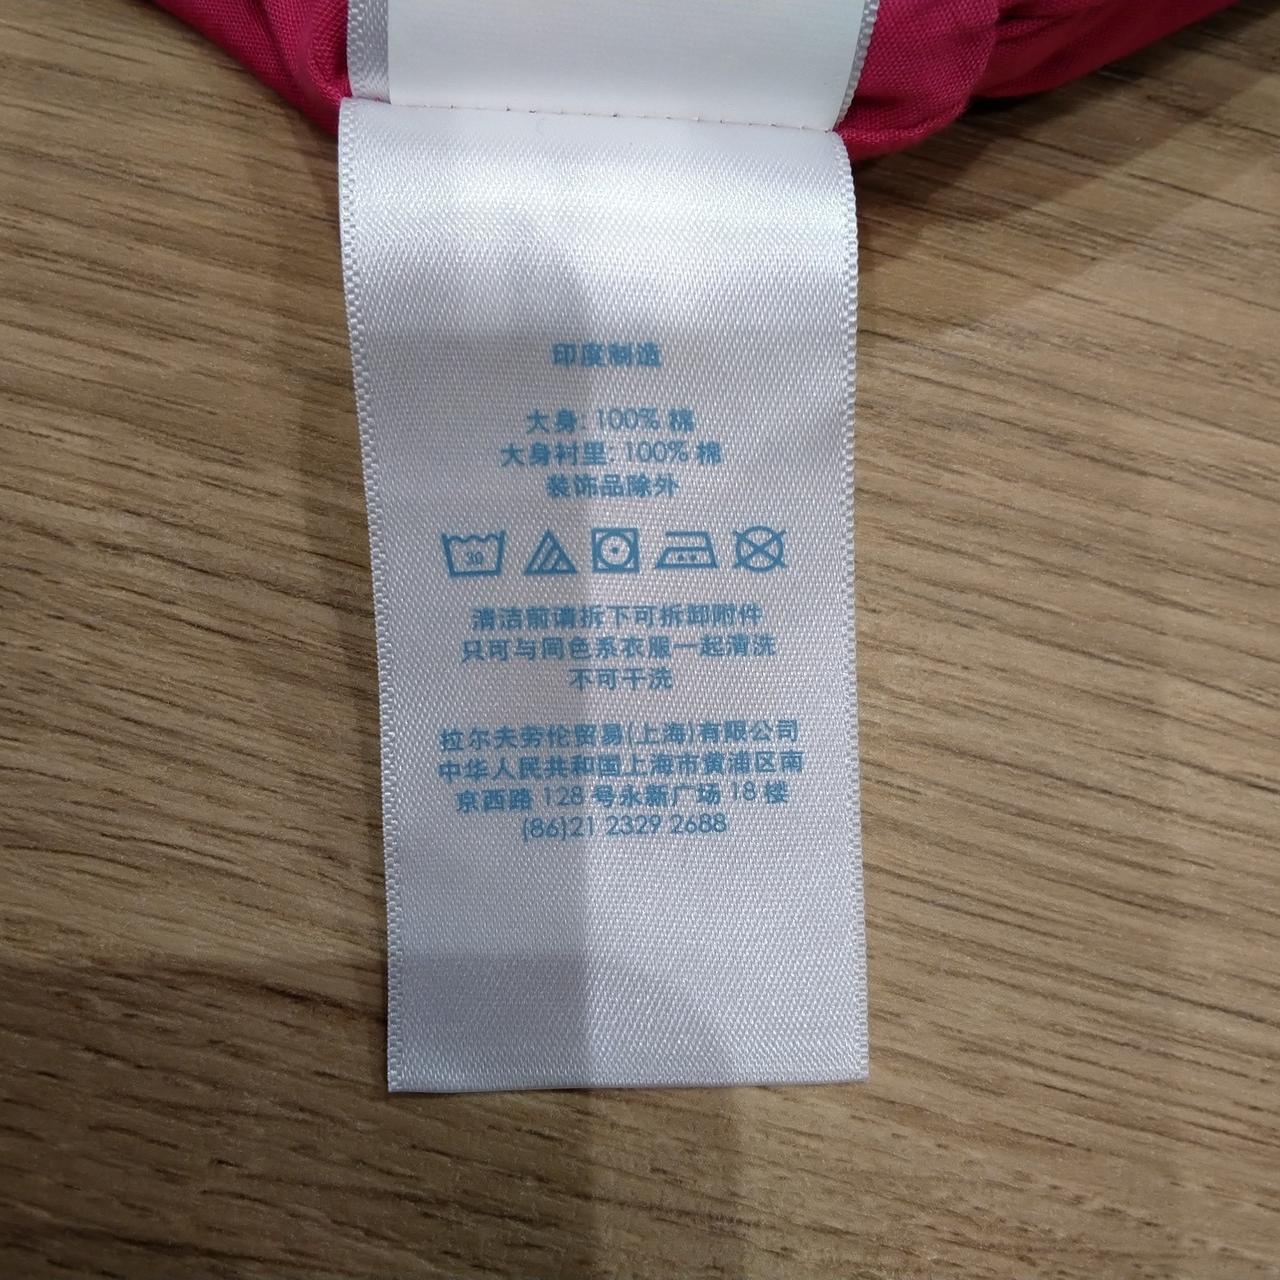 印度制造
大身: 100% 棉
大身衬里: 100% 棉
装饰品除外
30
清洁前请拆下可拆卸附件
只可与同色系衣服一起清洗
不可干洗
拉尔夫劳伦贸易(上海)有限公司
中华人民共和国上海市黄浦区南
京西路 128 号永新广场 18 楼
(86)21 2329 2688